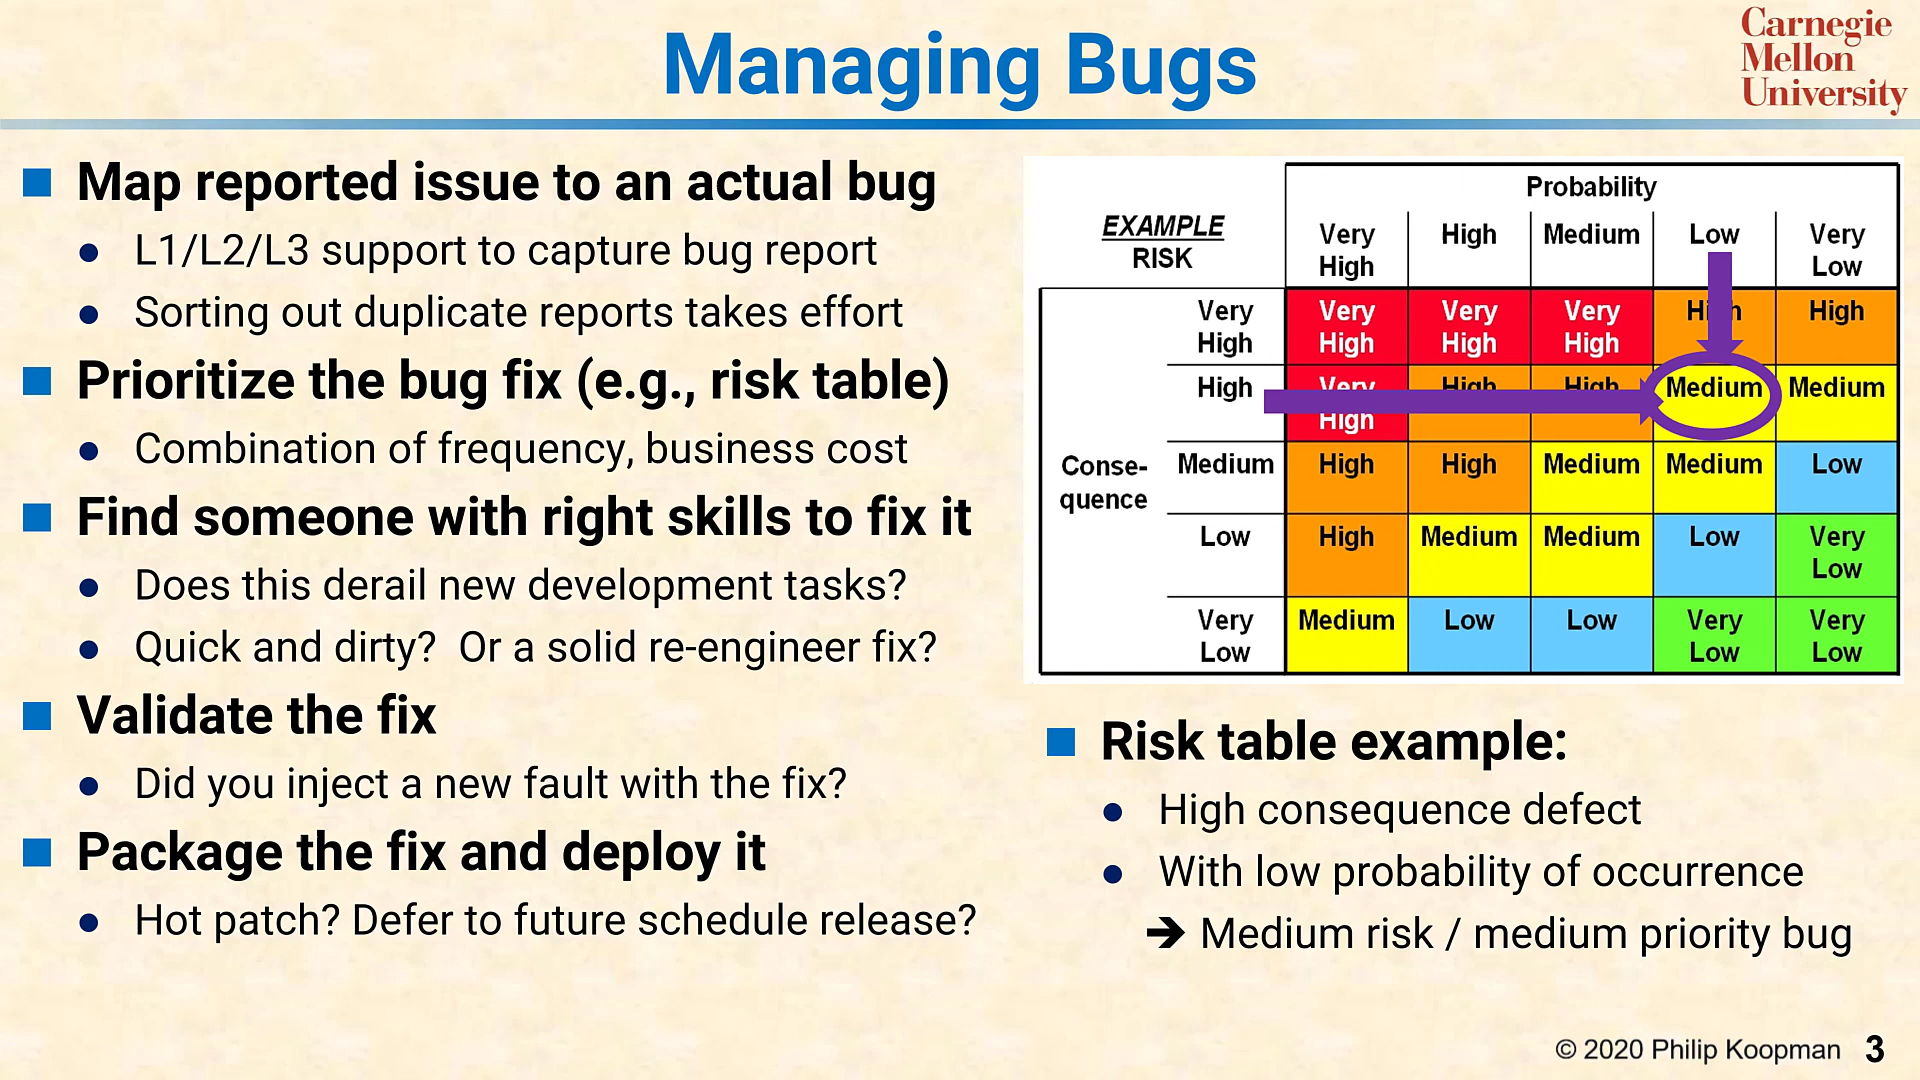 Managing Bugs
Carnegie
Mellon
University
Map reported issue to an actual bug
L1/L2/L3 support to capture bug report
Sorting out duplicate reports takes effort
Prioritize the bug fix (e.g., risk table)
Combination of frequency, business cost
Find someone with right skills to fix it
Does this derail new development tasks?
Quick and dirty? Or a solid re-engineer fix?
Validate the fix
Did you inject a new fault with the fix?
Package the fix and deploy it
Hot patch? Defer to future schedule release?
EXAMPLE
RISK
Probability
Very High High Medium Low Very Low
Conse-
quence
Very High Very High Very High Very High High High
High Very High High High Medium Medium
Medium High High Medium Medium Low
Low High Medium Medium Low Very Low
Very Low Medium Low Low Very Low Very Low
Risk table example:
High consequence defect
With low probability of occurrence
➔ Medium risk / medium priority bug
© 2020 Philip Koopman 3